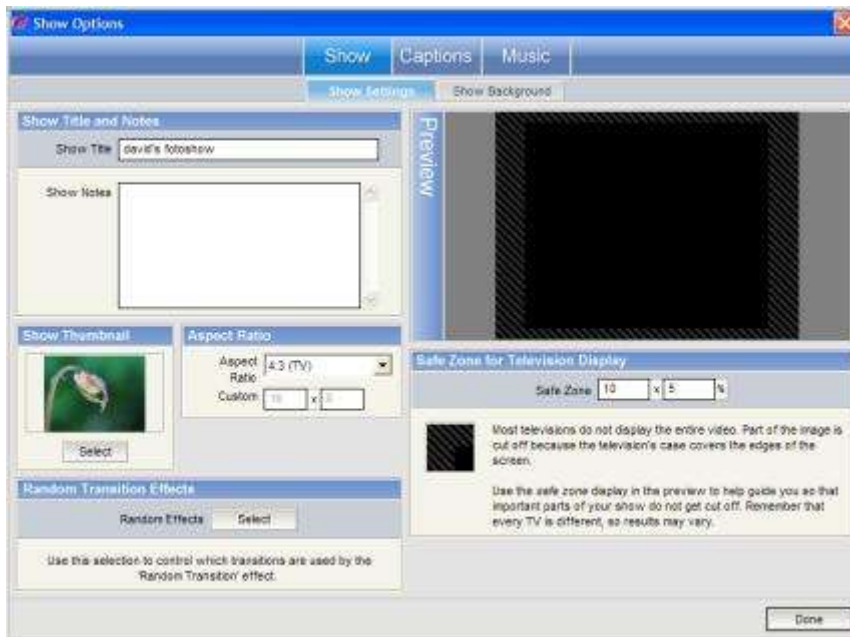 Show Options
Show Captions Music
Show Settings Show Background
Show Title and Notes
Show Title david's fotoshow
Show Notes
Preview
Show Thumbnail
Select
Aspect Ratio
Aspect Ratio 4:3 (TV)
Custom x
Safe Zone for Television Display
Safe Zone 10 x 5 %
Most televisions do not display the entire video. Part of the image is
cut off because the television's case covers the edges of the
screen.
Use the safe zone display in the preview to help guide you so that
important parts of your show do not get cut off. Remember that
every TV is different, so results may vary.
Random Transition Effects
Random Effects Select
Use this selection to control which transitions are used by the
'Random Transition' effect.
Done